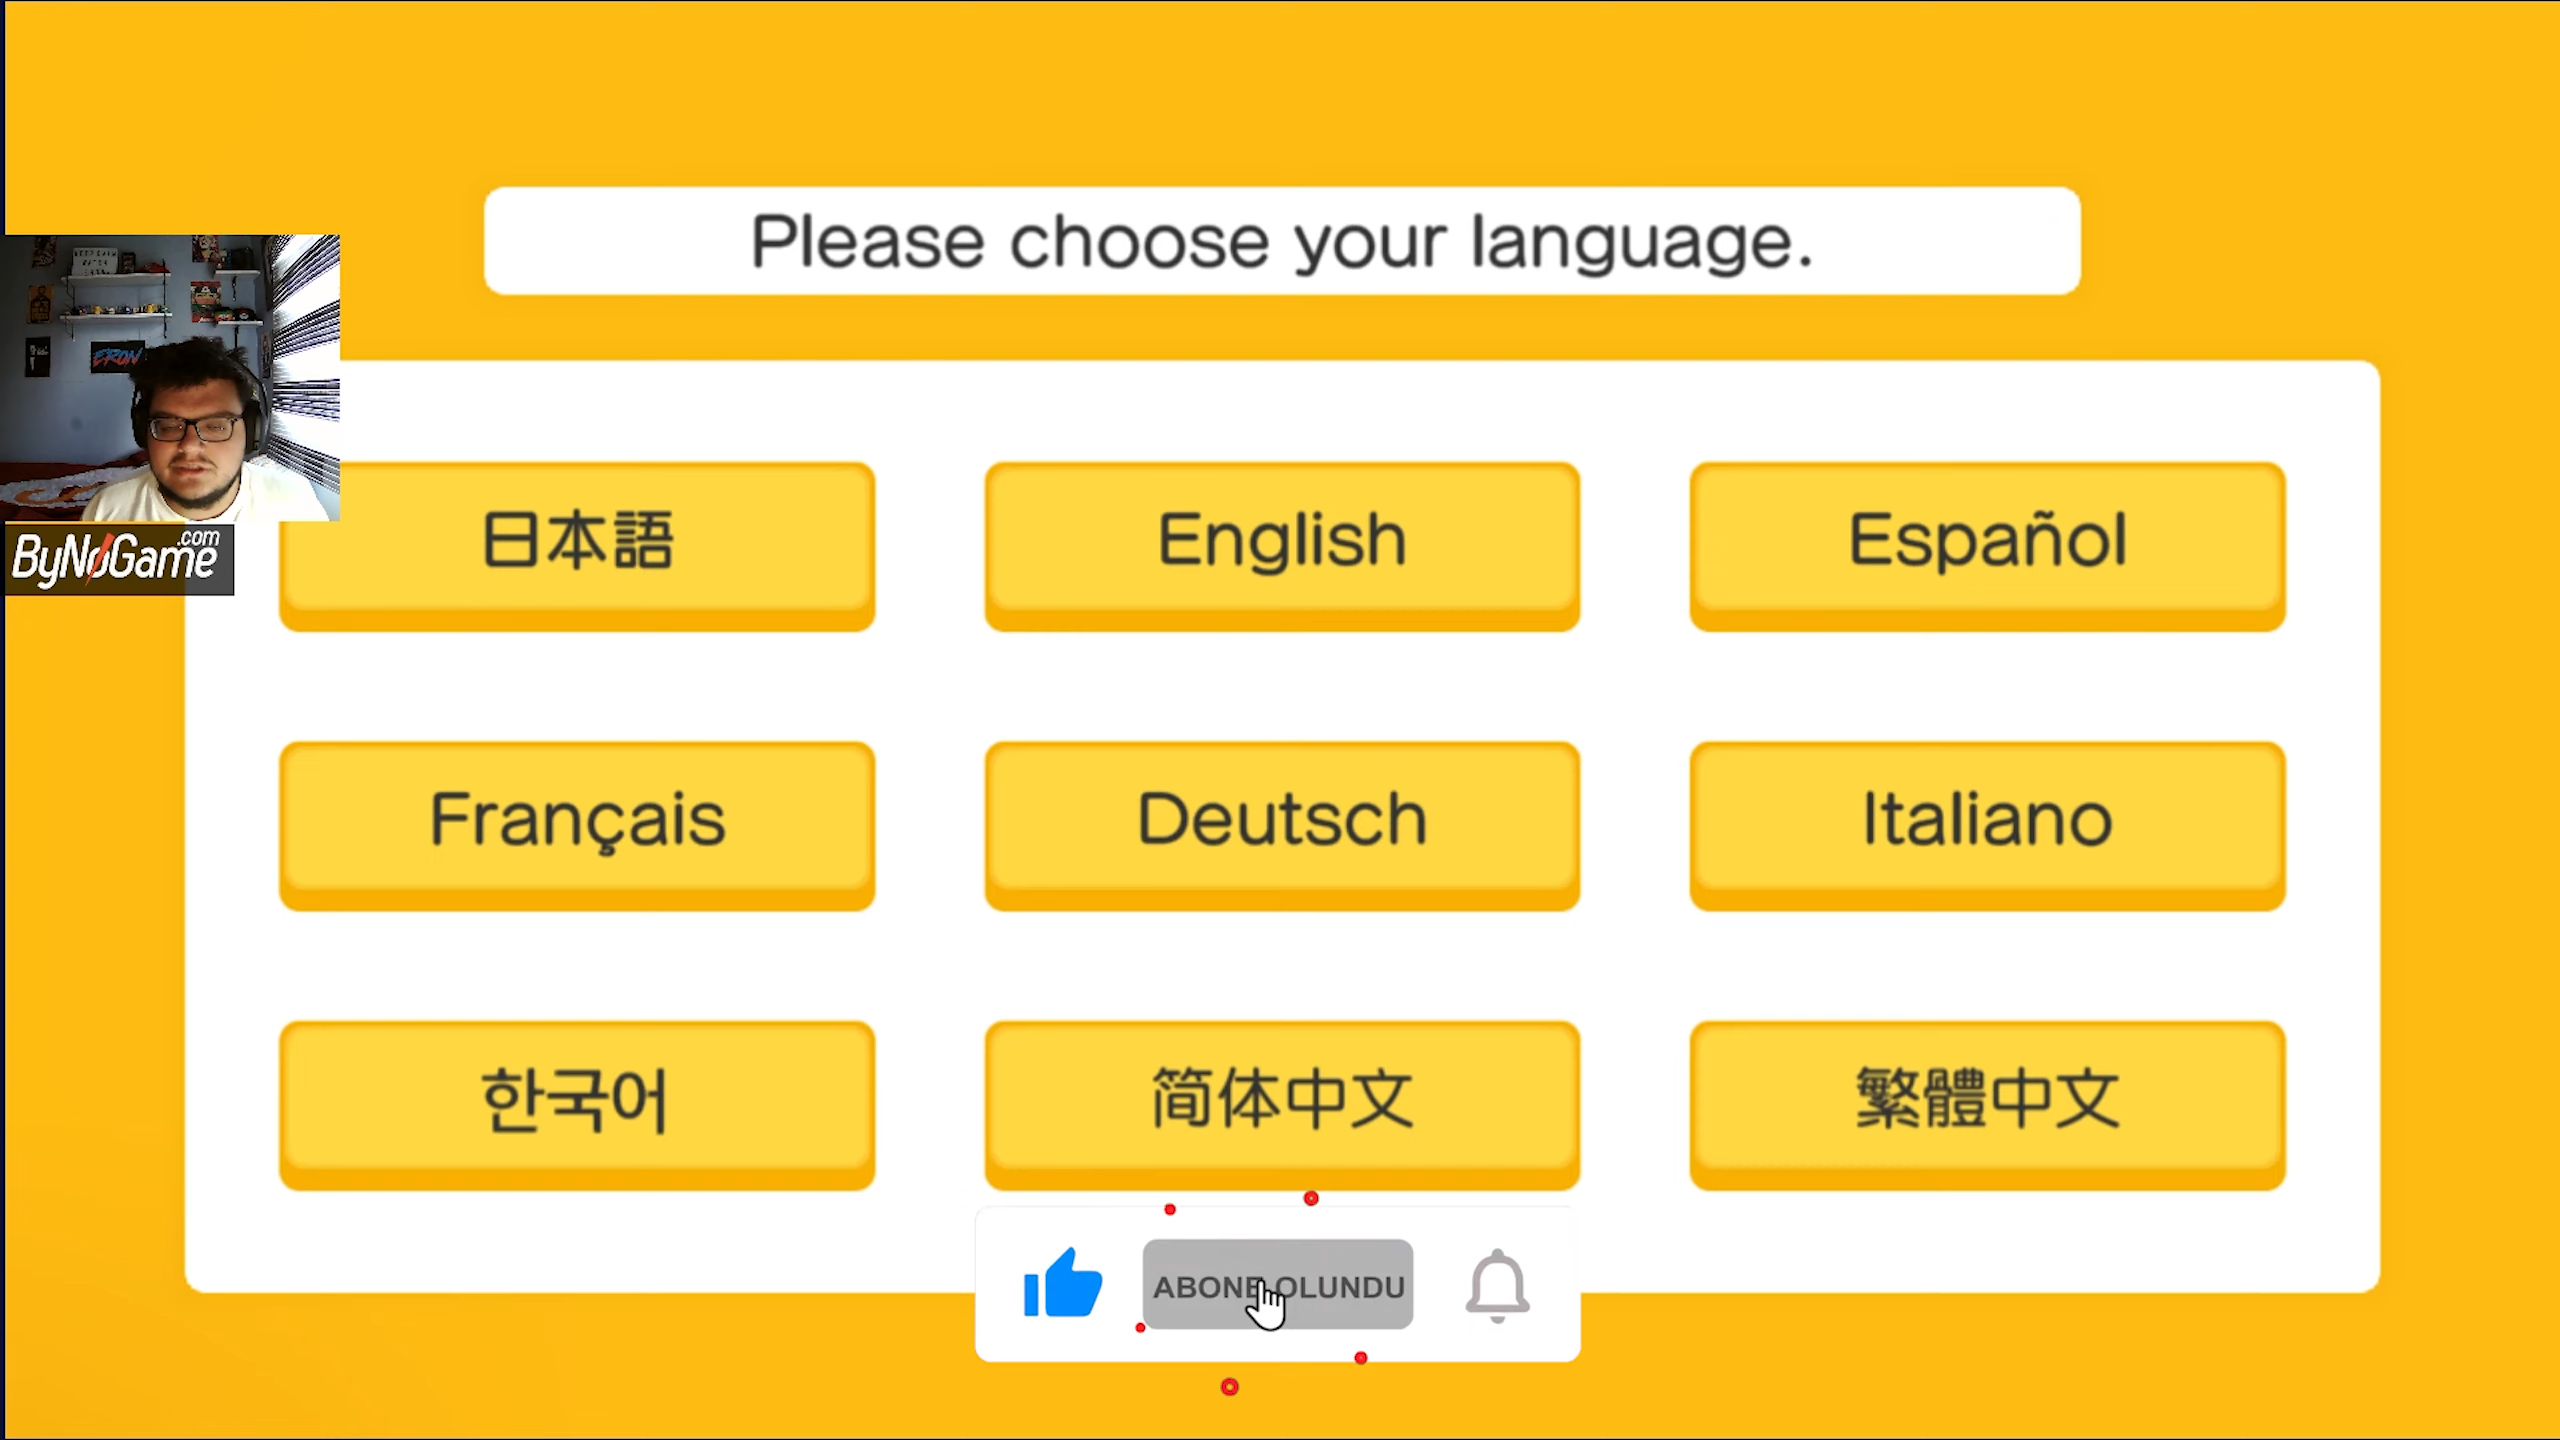 Please choose your language.
ERON
ByNoGame
.com
日本語
English
Español
Français
Deutsch
Italiano
한국어
简体中文
繁體中文
ABONE OLUNDU